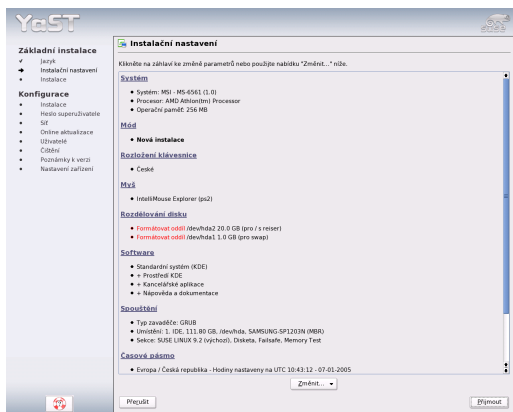 YaST
SuSE
Základní instalace
Jazyk
Instalační nastavení
Instalace
Konfigurace
Instalace
Heslo superuživatele
Síť
Online aktualizace
Uživatelé
Čištění
Poznámky k verzi
Nastavení zařízení
Instalační nastavení
Klikněte na záhlaví ke změně parametrů nebo použijte nabídku "Změnit..." níže.
Systém
Systém: MSI - MS-6561 (1.0)
Procesor: AMD Athlon(tm) Processor
Operační paměť: 256 MB
Mód
Nová instalace
Rozložení klávesnice
České
Myš
IntelliMouse Explorer (ps2)
Rozdělování disku
Formátovat oddíl /dev/hda2 20.0 GB (pro / s reiser)
Formátovat oddíl /dev/hda1 1.0 GB (pro swap)
Software
Standardní systém (KDE)
+ Prostředí KDE
+ Kancelářské aplikace
+ Nápověda a dokumentace
Spouštění
Typ zavaděče: GRUB
Umístění: 1. IDE, 111.80 GB, /dev/hda, SAMSUNG-SP1203N (MBR)
Sekce: SUSE LINUX 9.2 (výchozí), Disketa, Failsafe, Memory Test
Časové pásmo
Evropa / Česká republika - Hodiny nastaveny na UTC 10:43:12 - 07-01-2005
Změnit...
Přerušit
Přijmout